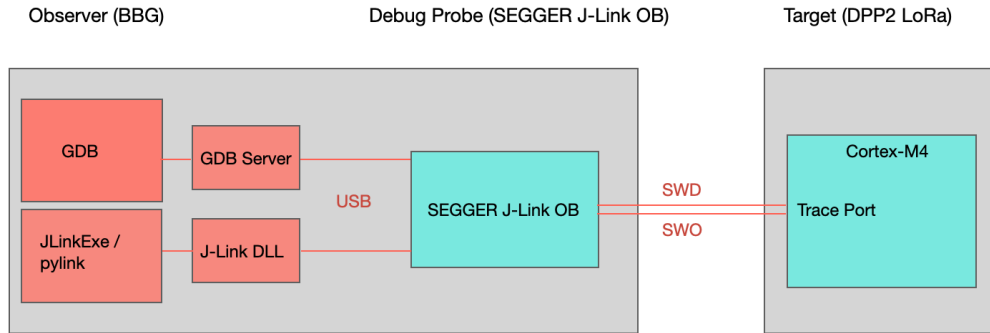 Observer (BBG)
Debug Probe (SEGGER J-Link OB)
Target (DPP2 LoRa)
GDB
GDB Server
JLinkExe /
pylink
J-Link DLL
USB
SEGGER J-Link OB
SWD
SWO
Cortex-M4
Trace Port